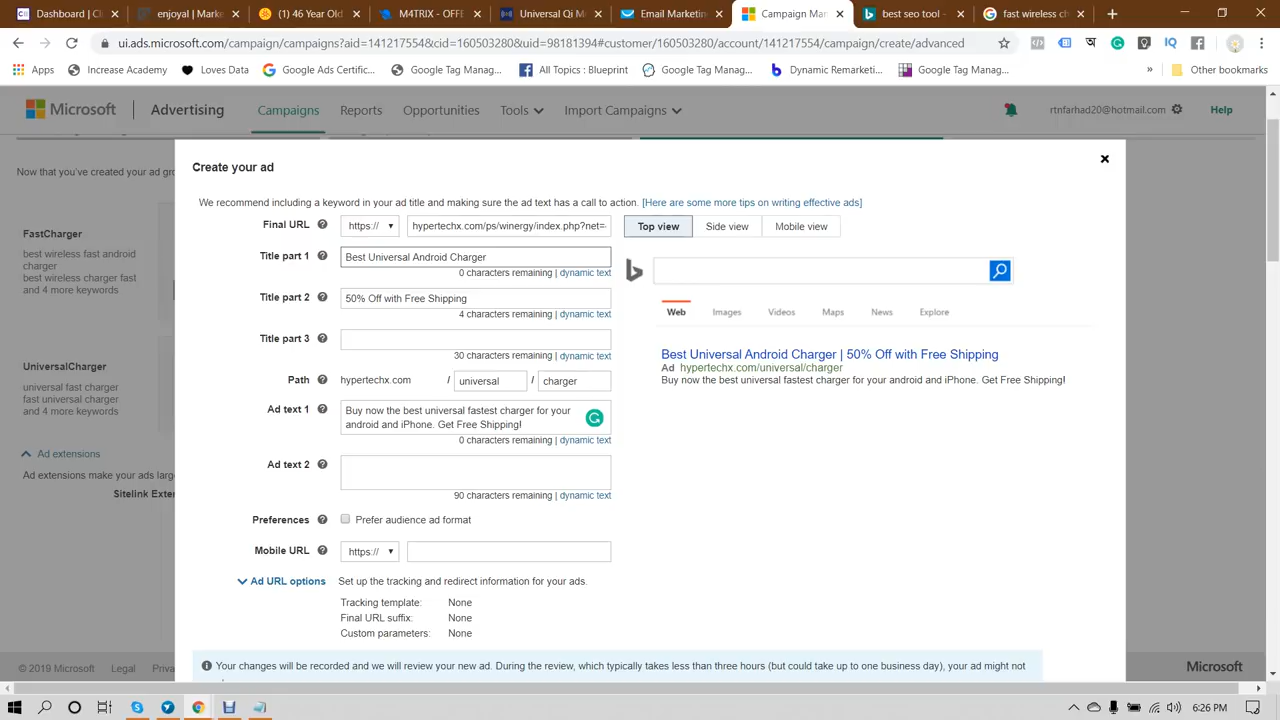 Dashboard
enjoyal | Mem
(1) 46 Year Old
M4TRIX - OFFE
Universal Qi M
Email Marketin
Campaign Ma
best seo tool -
fast wireless ch
ui.ads.microsoft.com/campaign/campaigns?aid=141217554&cid=160503280&uid=98181394#customer/160503280/account/141217554/campaign/create/advanced
Apps
Increase Academy
Loves Data
Google Ads Certific...
Google Tag Manag...
All Topics : Blueprint
Google Tag Manag...
Dynamic Remarketi...
Google Tag Manag...
»
Other bookmarks
Microsoft
Advertising
Campaigns
Reports
Opportunities
Tools
Import Campaigns
rtnfarhad20@hotmail.com
Help
Now that you've created your ad gr
Create your ad
We recommend including a keyword in your ad title and making sure the ad text has a call to action. [Here are some more tips on writing effective ads]
Final URL
https://
hypertechx.com/ps/winergy/index.php?net=
Top view
Side view
Mobile view
FastCharger
best wireless fast android
charger
best wireless charger fast
and 4 more keywords
Title part 1
Best Universal Android Charger
0 characters remaining | dynamic text
Title part 2
50% Off with Free Shipping
4 characters remaining | dynamic text
Web
Images
Videos
Maps
News
Explore
Title part 3
30 characters remaining | dynamic text
Best Universal Android Charger | 50% Off with Free Shipping
Ad hypertechx.com/universal/charger
Buy now the best universal fastest charger for your android and iPhone. Get Free Shipping!
UniversalCharger
universal fast charger
fast universal charger
and 4 more keywords
Path
hypertechx.com
/
universal
/
charger
Ad text 1
Buy now the best universal fastest charger for your
android and iPhone. Get Free Shipping!
0 characters remaining | dynamic text
Ad extensions
Ad extensions make your ads larg
Sitelink Exter
Ad text 2
90 characters remaining | dynamic text
Preferences
Prefer audience ad format
Mobile URL
https://
Ad URL options
Set up the tracking and redirect information for your ads.
Tracking template:
None
Final URL suffix:
None
Custom parameters:
None
Your changes will be recorded and we will review your new ad. During the review, which typically takes less than three hours (but could take up to one business day), your ad might not
© 2019 Microsoft
Legal
Priva
Microsoft
6:26 PM